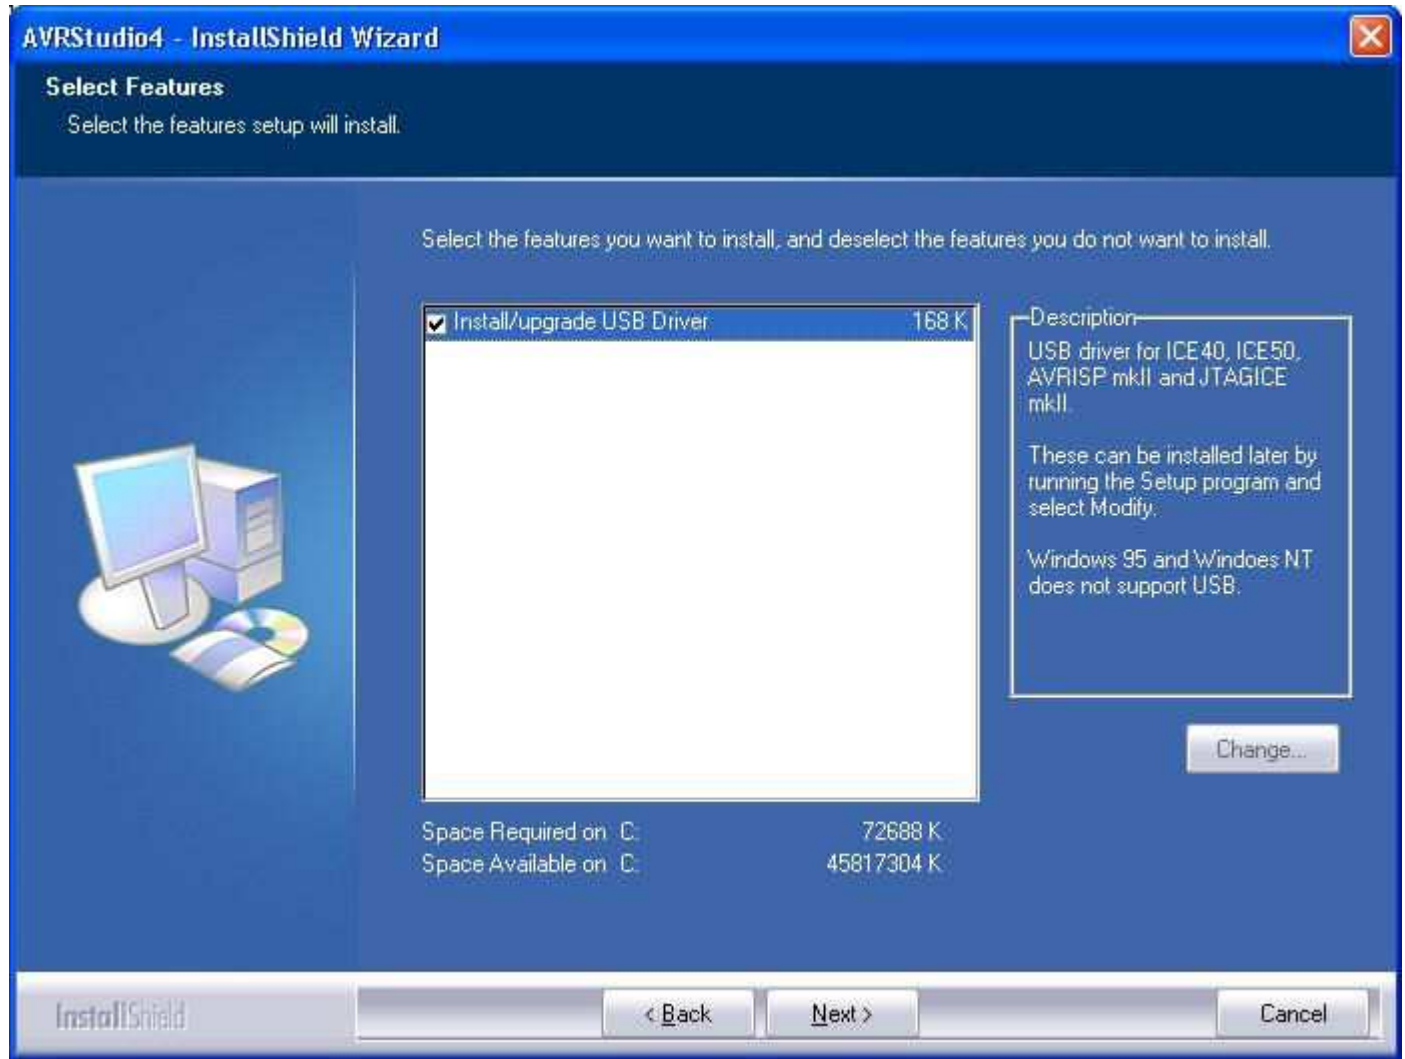 AVRStudio4 - InstallShield Wizard
Select Features
Select the features setup will install.
Select the features you want to install, and deselect the features you do not want to install.
Install/upgrade USB Driver 168 K
Description
USB driver for ICE40, ICE50,
AVRISP mkII and JTAGICE
mkII.
These can be installed later by
running the Setup program and
select Modify.
Windows 95 and Windoes NT
does not support USB.
Change...
Space Required on C: 72688 K
Space Available on C: 45817304 K
InstallShield
< Back
Next >
Cancel